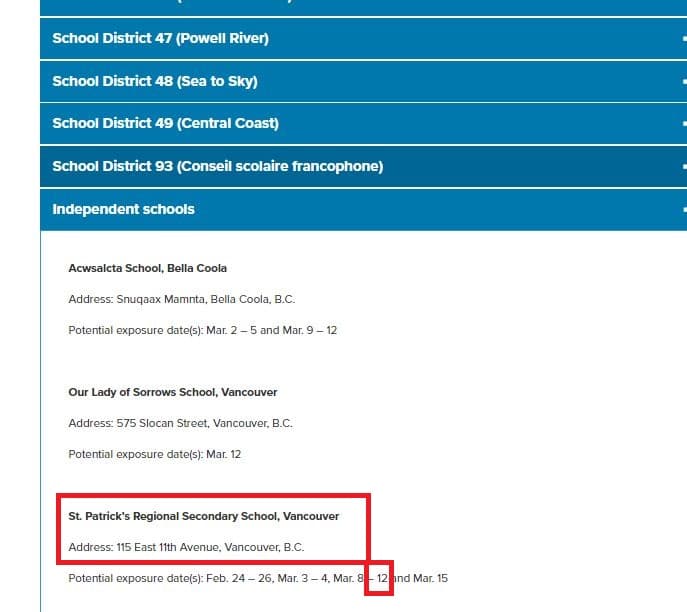 School District 47 (Powell River)
School District 48 (Sea to Sky)
School District 49 (Central Coast)
School District 93 (Conseil scolaire francophone)
Independent schools
Acwsalcta School, Bella Coola
Address: Snuqaax Mamnta, Bella Coola, B.C.
Potential exposure date(s): Mar. 2 – 5 and Mar. 9 – 12
Our Lady of Sorrows School, Vancouver
Address: 575 Slocan Street, Vancouver, B.C.
Potential exposure date(s): Mar. 12
St. Patrick's Regional Secondary School, Vancouver
Address: 115 East 11th Avenue, Vancouver, B.C.
Potential exposure date(s): Feb. 24 – 26, Mar. 3 – 4, Mar. 8 – 12 and Mar. 15